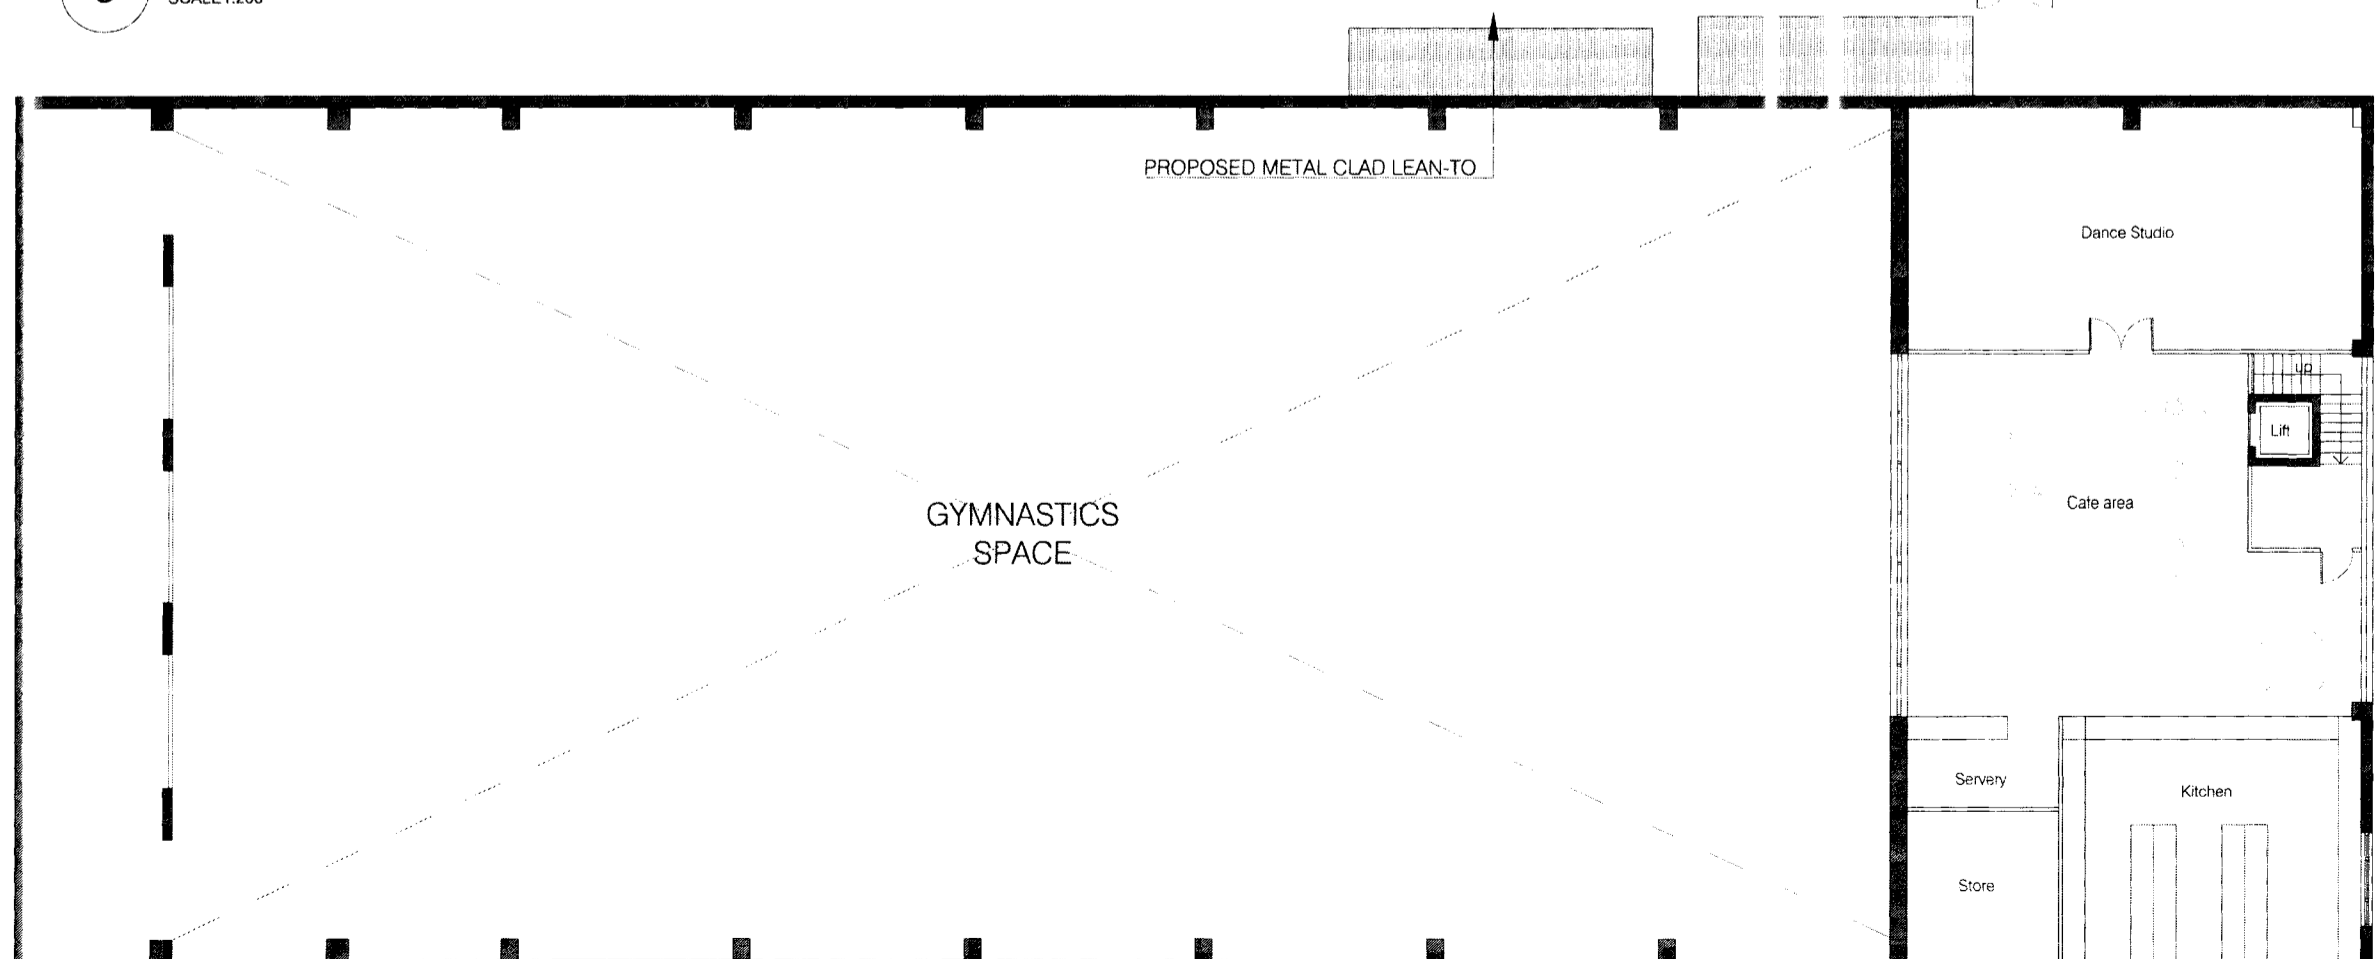 PROPOSED METAL CLAD LEAN-TO
Dance Studio
up
Lift
Cafe area
GYMNASTICS
SPACE
Servery
Kitchen
Store